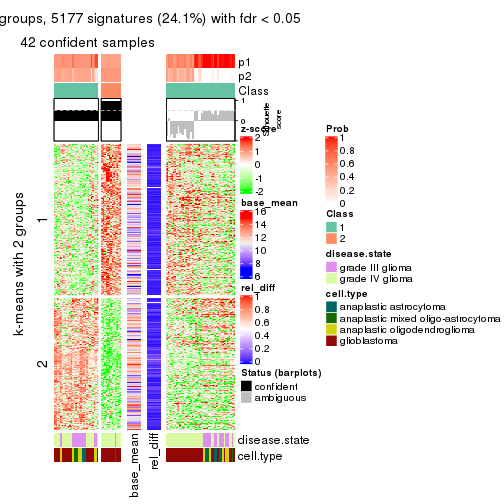 groups, 5177 signatures (24.1%) with fdr < 0.05
42 confident samples
p1
p2
Class
1
0
Silhouette
score
k-means with 2 groups
1
2
z-score
2
1
0
-1
-2
base_mean
16
14
12
10
8
6
rel_diff
1
0.8
0.6
0.4
0.2
0
Status (barplots)
confident
ambiguous
Prob
1
0.8
0.6
0.4
0.2
0
Class
1
2
disease.state
grade III glioma
grade IV glioma
cell.type
anaplastic astrocytoma
anaplastic mixed oligo-astrocytoma
anaplastic oligodendroglioma
glioblastoma
disease.state
cell.type
base_mean
rel_diff